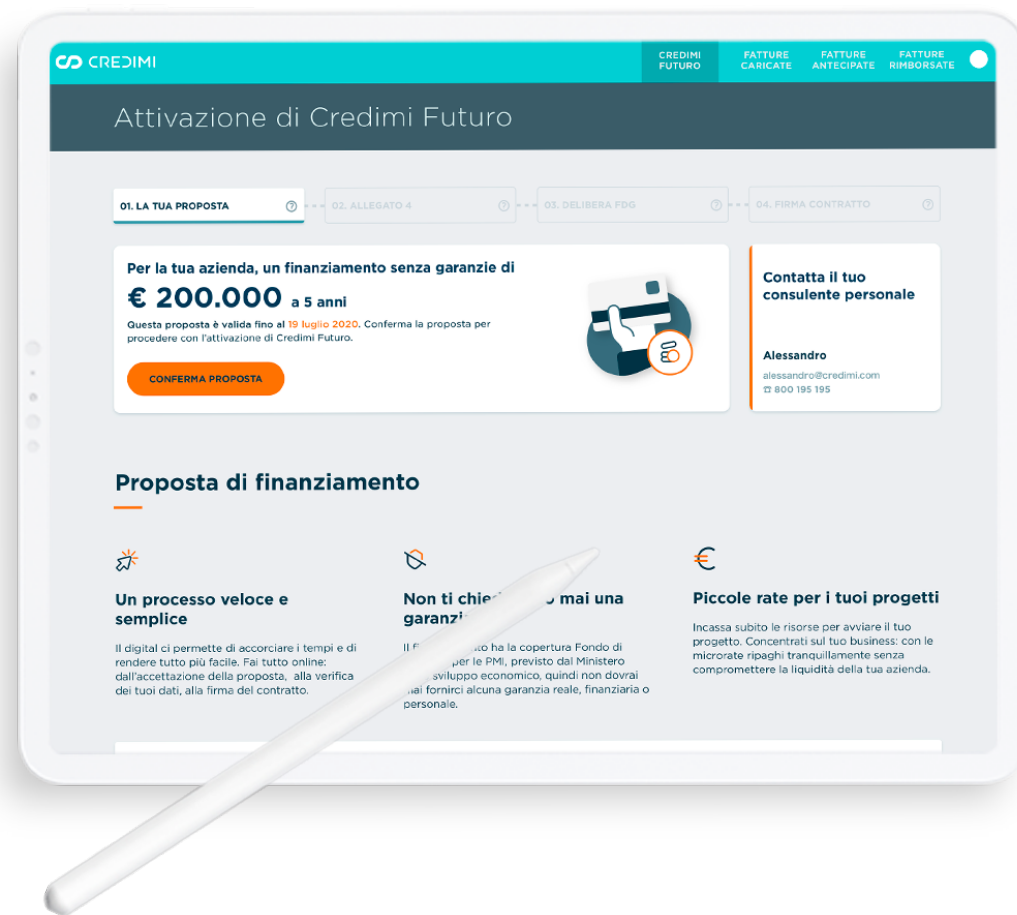 CREDIMI
CREDIMI
FUTURO
FATTURE
CARICATE
FATTURE
ANTECIPATE
FATTURE
RIMBORSATE
Attivazione di Credimi Futuro
01. LA TUA PROPOSTA
02. ALLEGATO 4
03. DELIBERA FDG
04. FIRMA CONTRATTO
Per la tua azienda, un finanziamento senza garanzie di
€ 200.000 a 5 anni
Questa proposta è valida fino al 19 luglio 2020. Conferma la proposta per
procedere con l'attivazione di Credimi Futuro.
CONFERMA PROPOSTA
Contatta il tuo
consulente personale
Alessandro
alessandro@credimi.com
800 195 195
Proposta di finanziamento
Un processo veloce e
semplice
Il digital ci permette di accorciare i tempi e di
rendere tutto più facile. Fai tutto online:
dall'accettazione della proposta, alla verifica
dei tuoi dati, alla firma del contratto.
Non ti mai una
Il ha la copertura Fondo di
per le PMI, previsto dal Ministero
sviluppo economico, quindi non dovrai
fornirci alcuna garanzia reale, finanziaria o
personale.
Piccole rate per i tuoi progetti
Incassa subito le risorse per avviare il tuo
progetto. Concentrati sul tuo business: con le
microrate ripaghi tranquillamente senza
compromettere la liquidità della tua azienda.